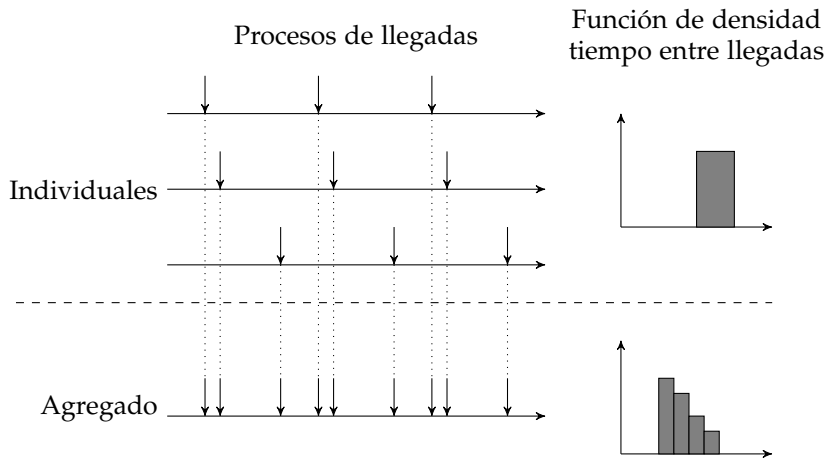 Procesos de llegadas
Función de densidad
tiempo entre llegadas
Individuales
Agregado